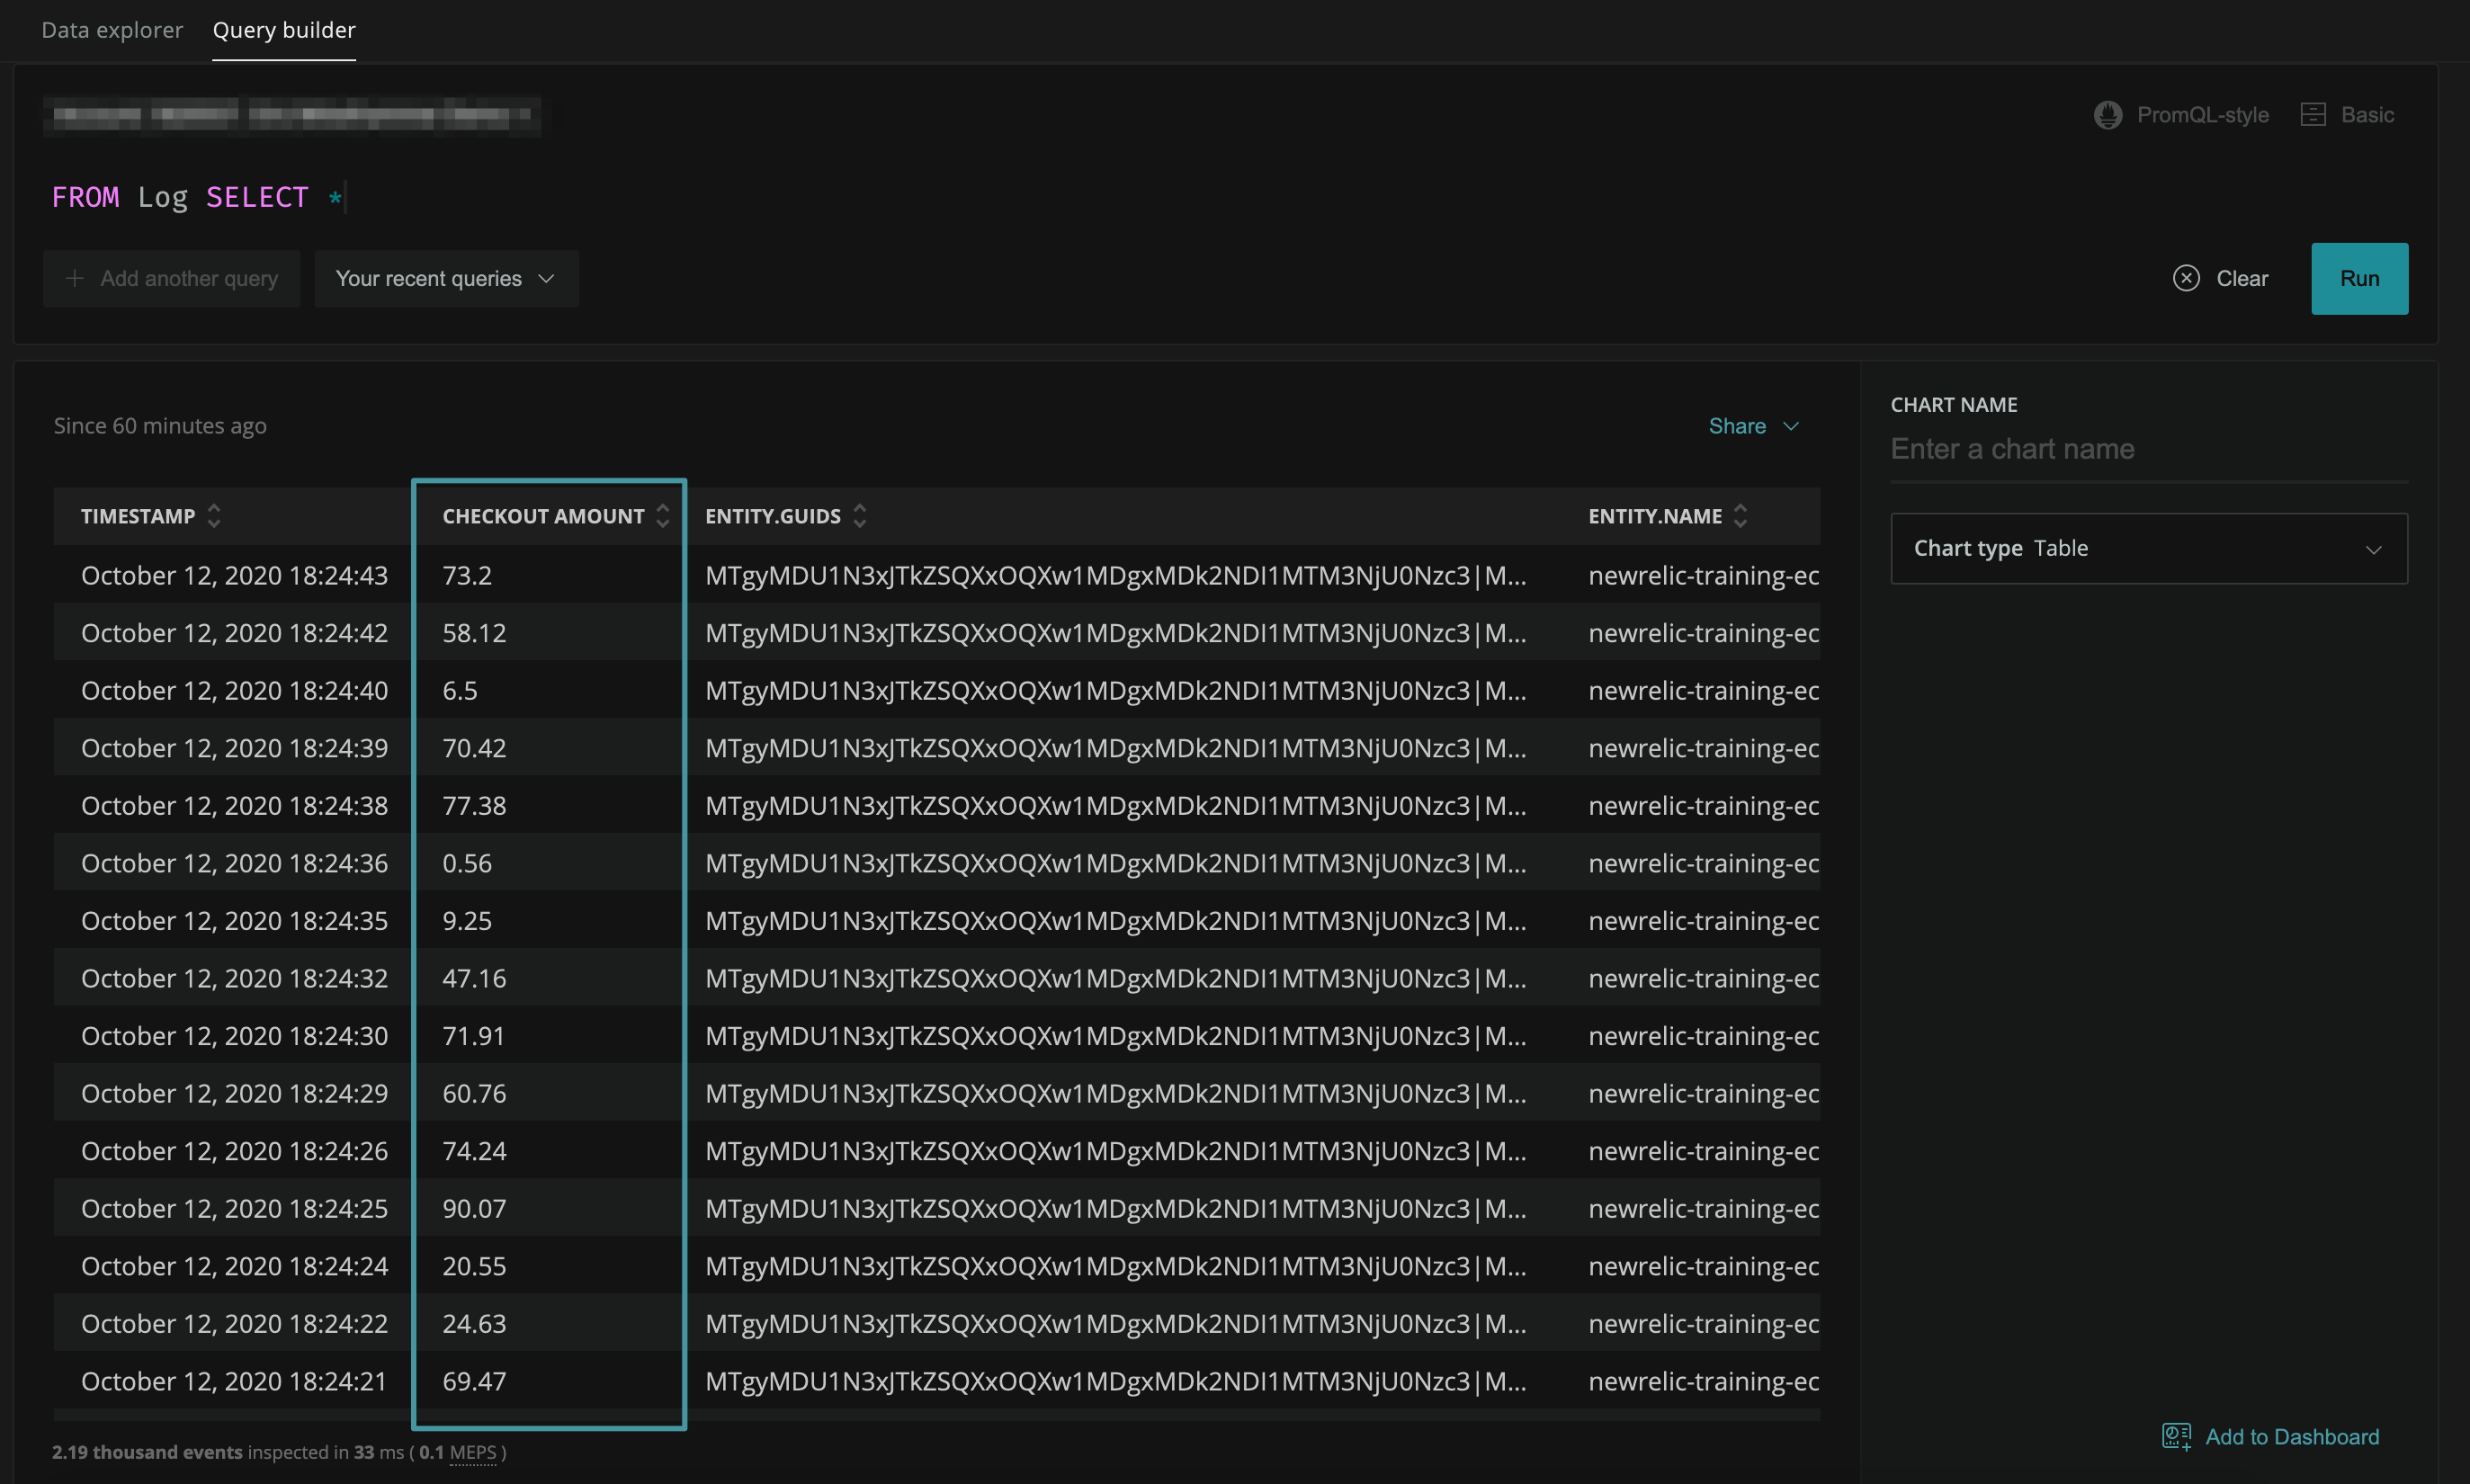 Data explorer Query builder
PromQL-style Basic
FROM Log SELECT *
Add another query Your recent queries Clear Run
Since 60 minutes ago Share
CHART NAME
Enter a chart name
Chart type Table
TIMESTAMP CHECKOUT AMOUNT ENTITY.GUIDS ENTITY.NAME
October 12, 2020 18:24:43 73.2 MTgyMDU1N3xJTkZSQXxOQXw1MDgxMDk2NDI1MTM3NjU0Nzc3|M... newrelic-training-ec
October 12, 2020 18:24:42 58.12 MTgyMDU1N3xJTkZSQXxOQXw1MDgxMDk2NDI1MTM3NjU0Nzc3|M... newrelic-training-ec
October 12, 2020 18:24:40 6.5 MTgyMDU1N3xJTkZSQXxOQXw1MDgxMDk2NDI1MTM3NjU0Nzc3|M... newrelic-training-ec
October 12, 2020 18:24:39 70.42 MTgyMDU1N3xJTkZSQXxOQXw1MDgxMDk2NDI1MTM3NjU0Nzc3|M... newrelic-training-ec
October 12, 2020 18:24:38 77.38 MTgyMDU1N3xJTkZSQXxOQXw1MDgxMDk2NDI1MTM3NjU0Nzc3|M... newrelic-training-ec
October 12, 2020 18:24:36 0.56 MTgyMDU1N3xJTkZSQXxOQXw1MDgxMDk2NDI1MTM3NjU0Nzc3|M... newrelic-training-ec
October 12, 2020 18:24:35 9.25 MTgyMDU1N3xJTkZSQXxOQXw1MDgxMDk2NDI1MTM3NjU0Nzc3|M... newrelic-training-ec
October 12, 2020 18:24:32 47.16 MTgyMDU1N3xJTkZSQXxOQXw1MDgxMDk2NDI1MTM3NjU0Nzc3|M... newrelic-training-ec
October 12, 2020 18:24:30 71.91 MTgyMDU1N3xJTkZSQXxOQXw1MDgxMDk2NDI1MTM3NjU0Nzc3|M... newrelic-training-ec
October 12, 2020 18:24:29 60.76 MTgyMDU1N3xJTkZSQXxOQXw1MDgxMDk2NDI1MTM3NjU0Nzc3|M... newrelic-training-ec
October 12, 2020 18:24:26 74.24 MTgyMDU1N3xJTkZSQXxOQXw1MDgxMDk2NDI1MTM3NjU0Nzc3|M... newrelic-training-ec
October 12, 2020 18:24:25 90.07 MTgyMDU1N3xJTkZSQXxOQXw1MDgxMDk2NDI1MTM3NjU0Nzc3|M... newrelic-training-ec
October 12, 2020 18:24:24 20.55 MTgyMDU1N3xJTkZSQXxOQXw1MDgxMDk2NDI1MTM3NjU0Nzc3|M... newrelic-training-ec
October 12, 2020 18:24:22 24.63 MTgyMDU1N3xJTkZSQXxOQXw1MDgxMDk2NDI1MTM3NjU0Nzc3|M... newrelic-training-ec
October 12, 2020 18:24:21 69.47 MTgyMDU1N3xJTkZSQXxOQXw1MDgxMDk2NDI1MTM3NjU0Nzc3|M... newrelic-training-ec
2.19 thousand events inspected in 33 ms ( 0.1 MEPS )
Add to Dashboard